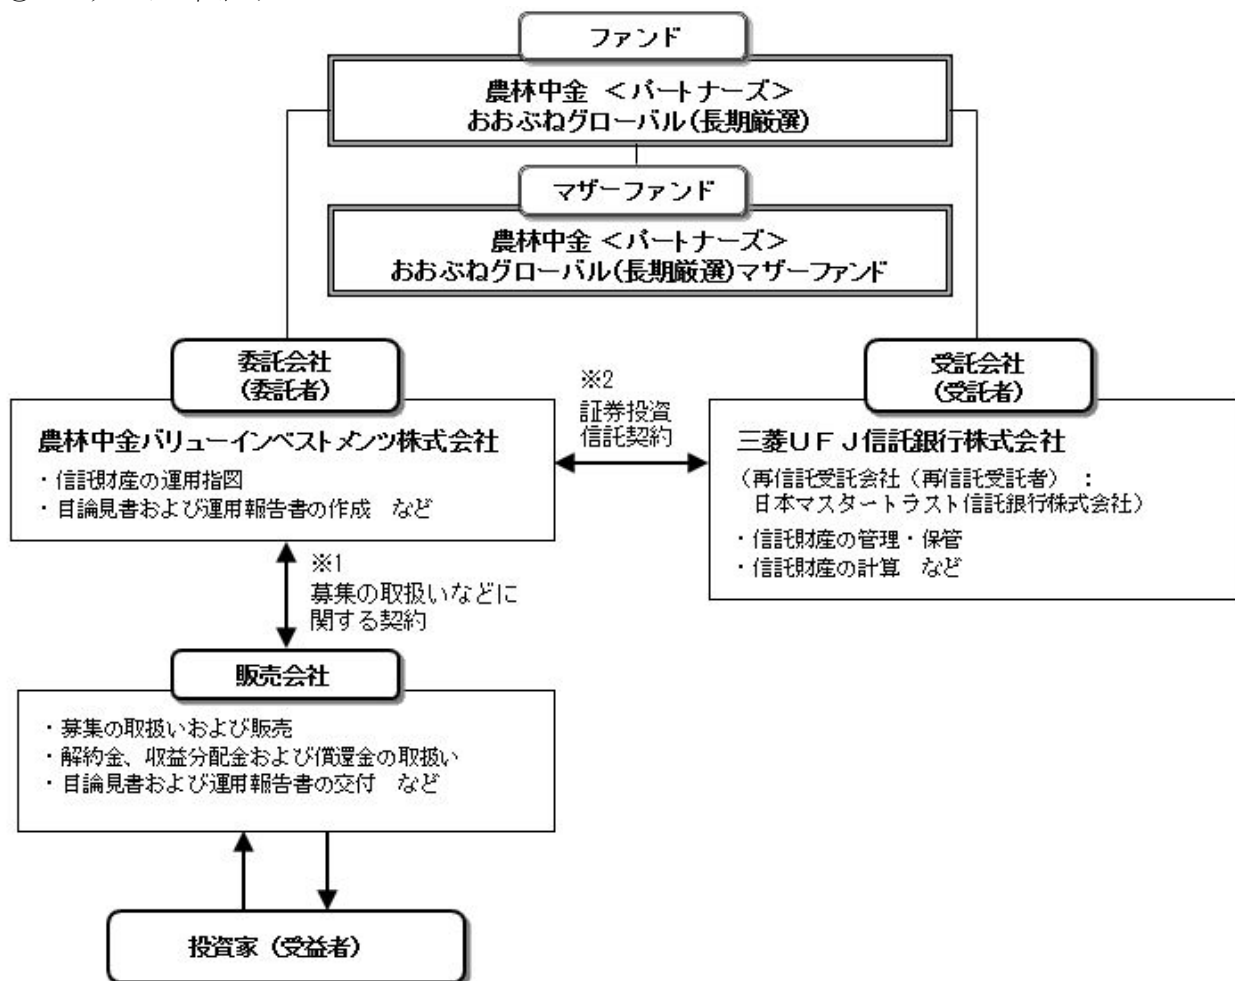 ファンド
農林中金 <パートナーズ>
おおぶねグローバル(長期厳選)
マザーファンド
農林中金 <パートナーズ>
おおぶねグローバル(長期厳選)マザーファンド
委託会社
(委託者)
農林中金バリューインベストメンツ株式会社
・信託財産の運用指図
・目論見書および運用報告書の作成 など
※2
証券投資
信託契約
受託会社
(受託者)
三菱UFJ信託銀行株式会社
(再信託受託会社(再信託受託者) :
日本マスタートラスト信託銀行株式会社)
・信託財産の管理・保管
・信託財産の計算 など
※1
募集の取扱いなどに
関する契約
販売会社
・募集の取扱いおよび販売
・解約金、収益分配金および償還金の取扱い
・目論見書および運用報告書の交付 など
投資家(受益者)